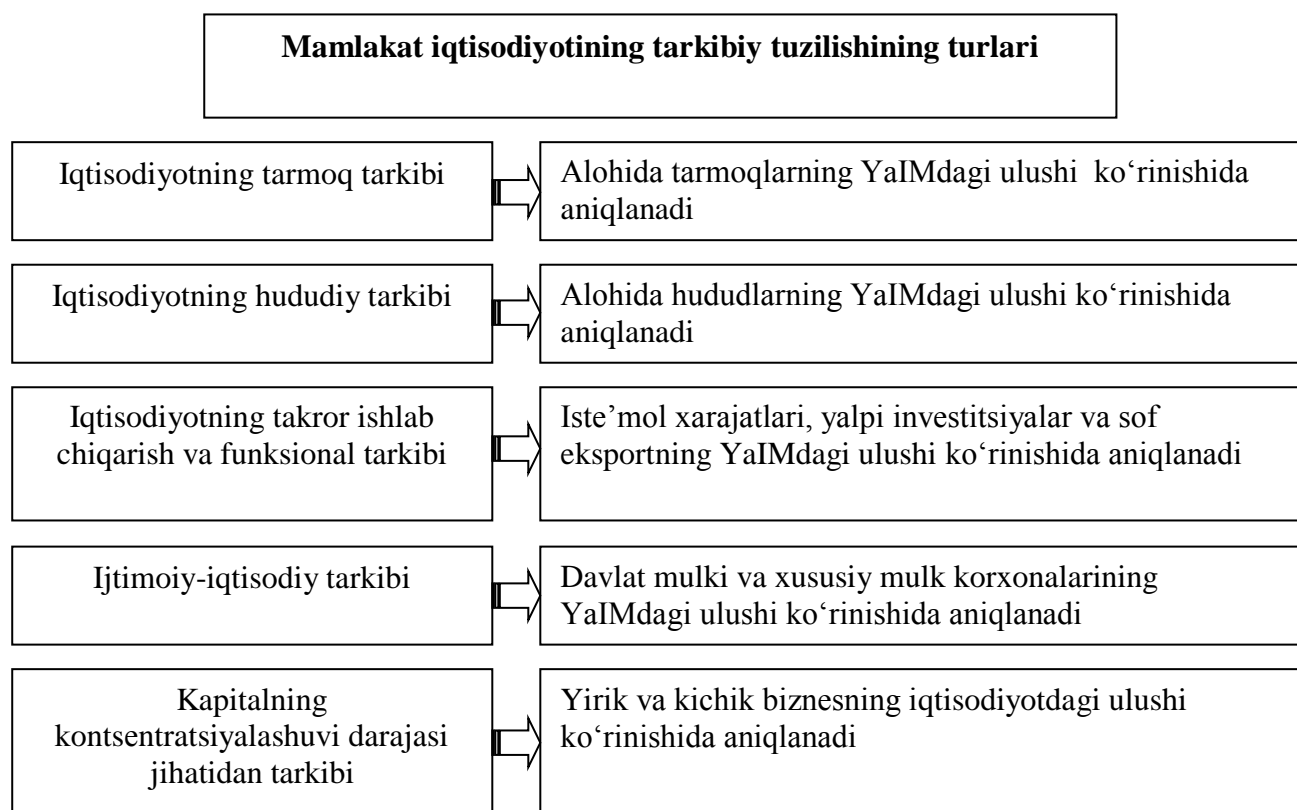 Mamlakat iqtisodiyotining tarkibiy tuzilishining turlari
Iqtisodiyotning tarmoq tarkibi
Alohida tarmoqlarning YaIMdagi ulushi ko‘rinishida
aniqlanadi
Iqtisodiyotning hududiy tarkibi
Alohida hududlarning YaIMdagi ulushi ko‘rinishida
aniqlanadi
Iqtisodiyotning takror ishlab
chiqarish va funksional tarkibi
Iste’mol xarajatlari, yalpi investitsiyalar va sof
eksportning YaIMdagi ulushi ko‘rinishida aniqlanadi
Ijtimoiy-iqtisodiy tarkibi
Davlat mulki va xususiy mulk korxonalarining
YaIMdagi ulushi ko‘rinishida aniqlanadi
Kapitalning
kontsentratsiyalashuvi darajasi
jihatidan tarkibi
Yirik va kichik biznesning iqtisodiyotdagi ulushi
ko‘rinishida aniqlanadi